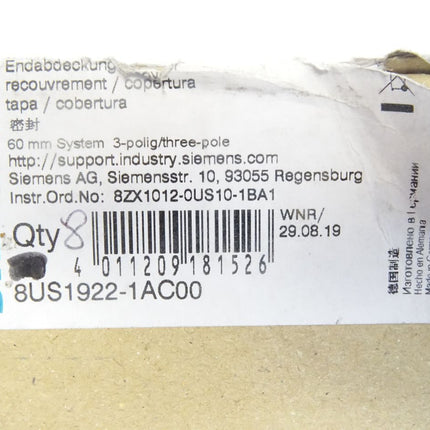 Endabdeckung
recouvrement / copertura
tapa / cobertura
密封
60 mm System 3-polig/three-pole
http://support.industry.siemens.com
Siemens AG, Siemensstr. 10, 93055 Regensburg
Instr.Ord.No: 8ZX1012-0US10-1BA1
Qty 8
WNR/
29.08.19
4 011209 181526
8US1922-1AC00
德国制造
Изготовлено в
Hecho en Alemania
Made in